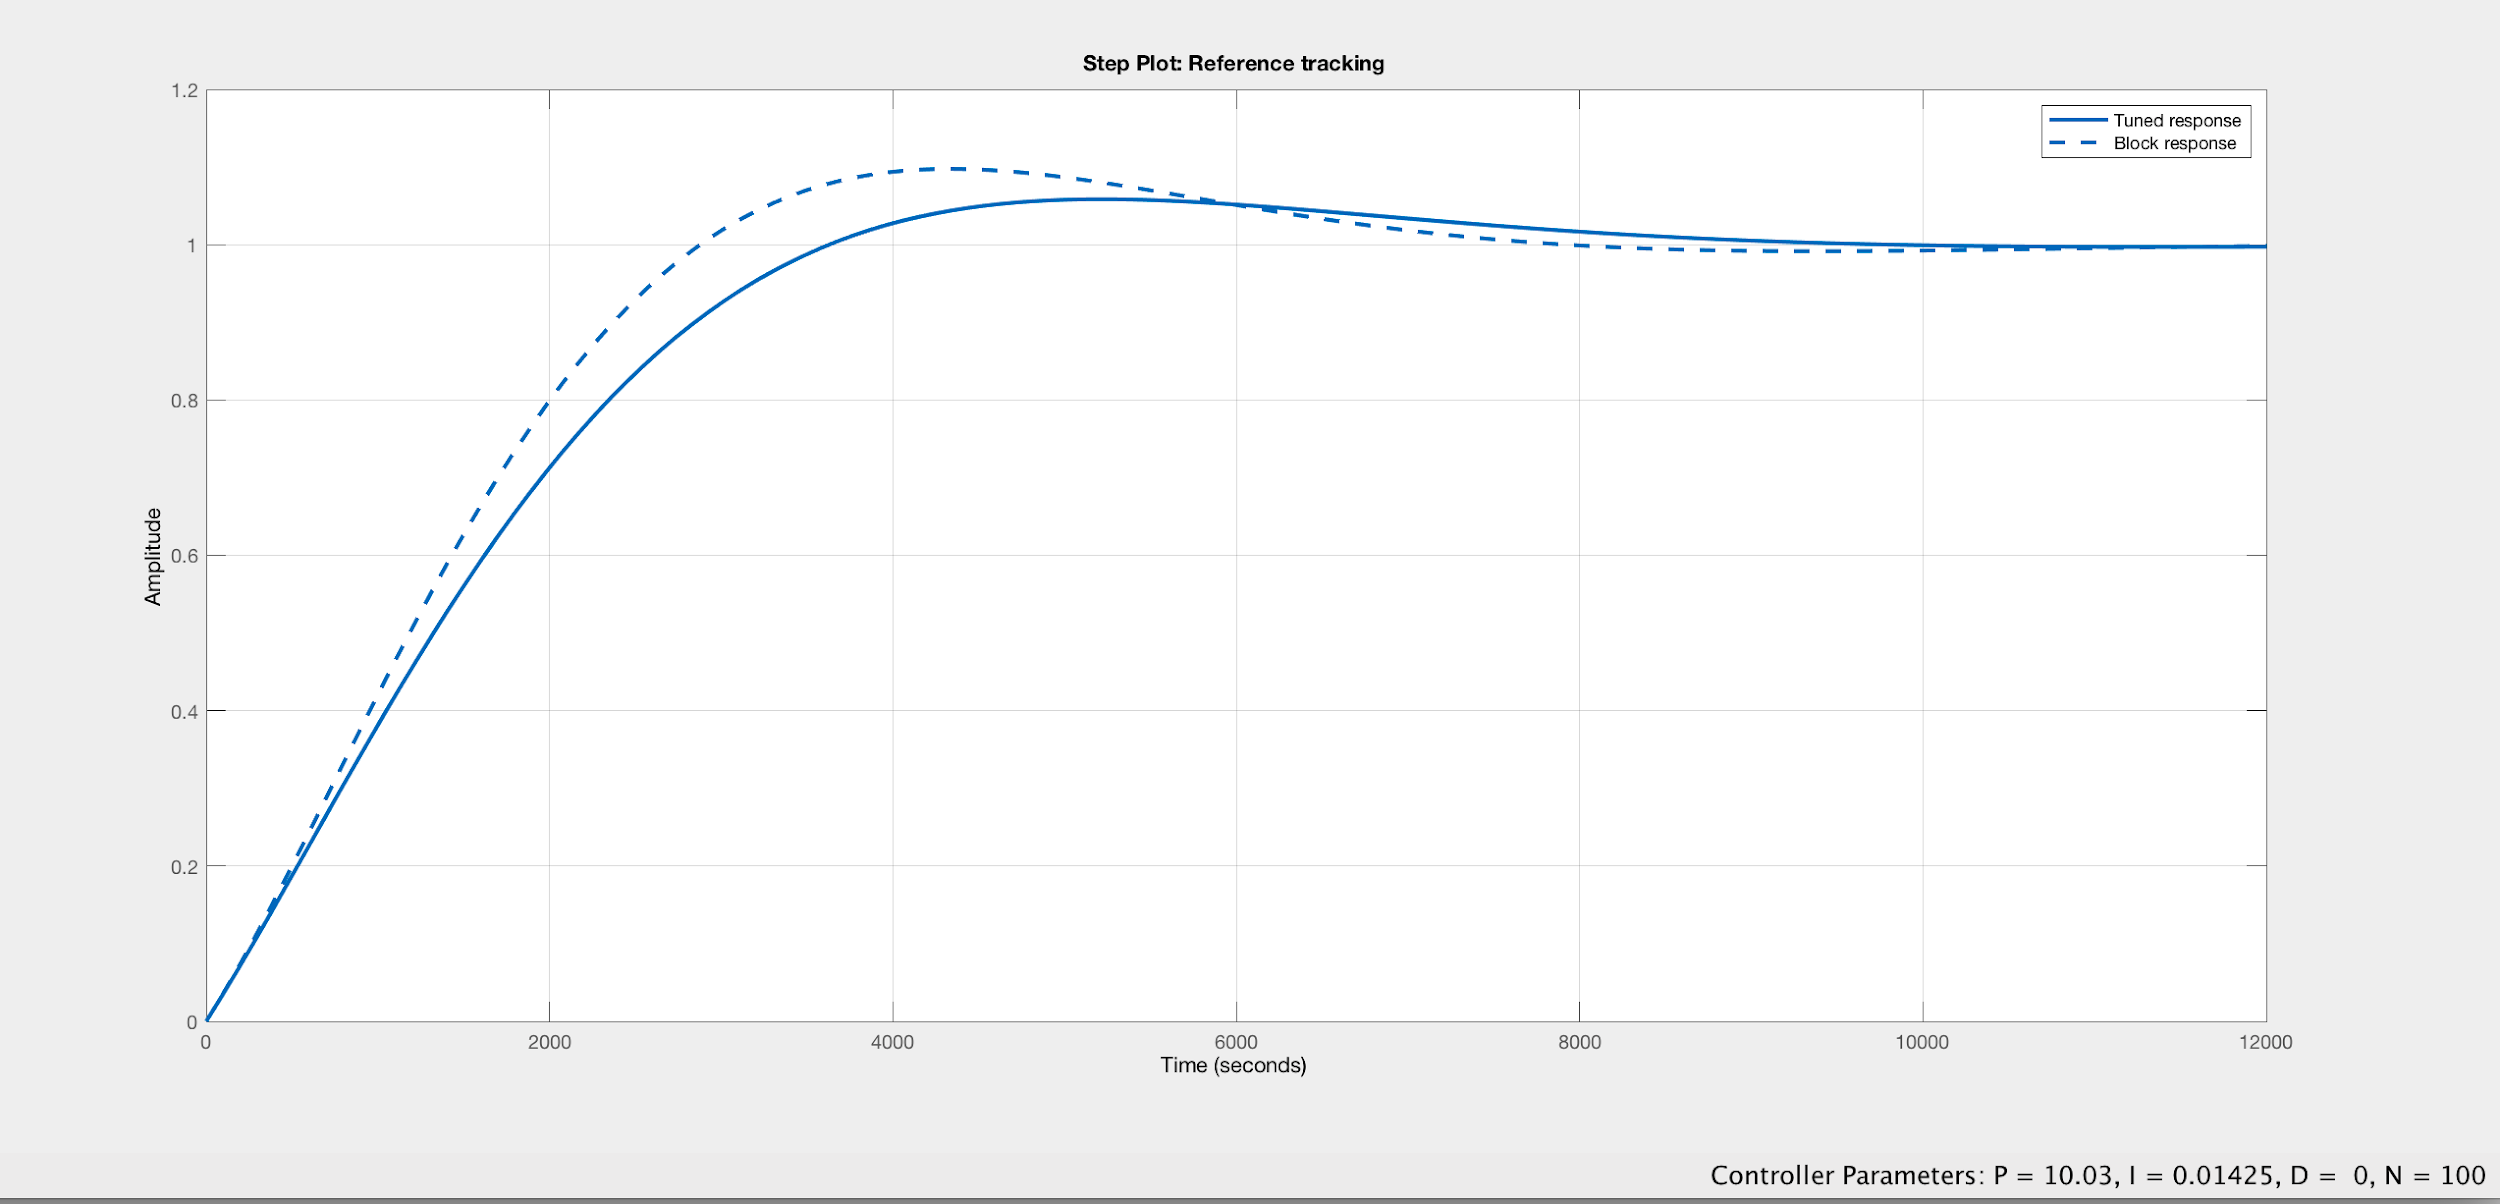 Step Plot: Reference tracking
1.2
1
0.8
0.6
0.4
0.2
0
Amplitude
Tuned response
Block response
0 2000 4000 6000 8000 10000 12000
Time (seconds)
Controller Parameters: P = 10.03, I = 0.01425, D = 0, N = 100